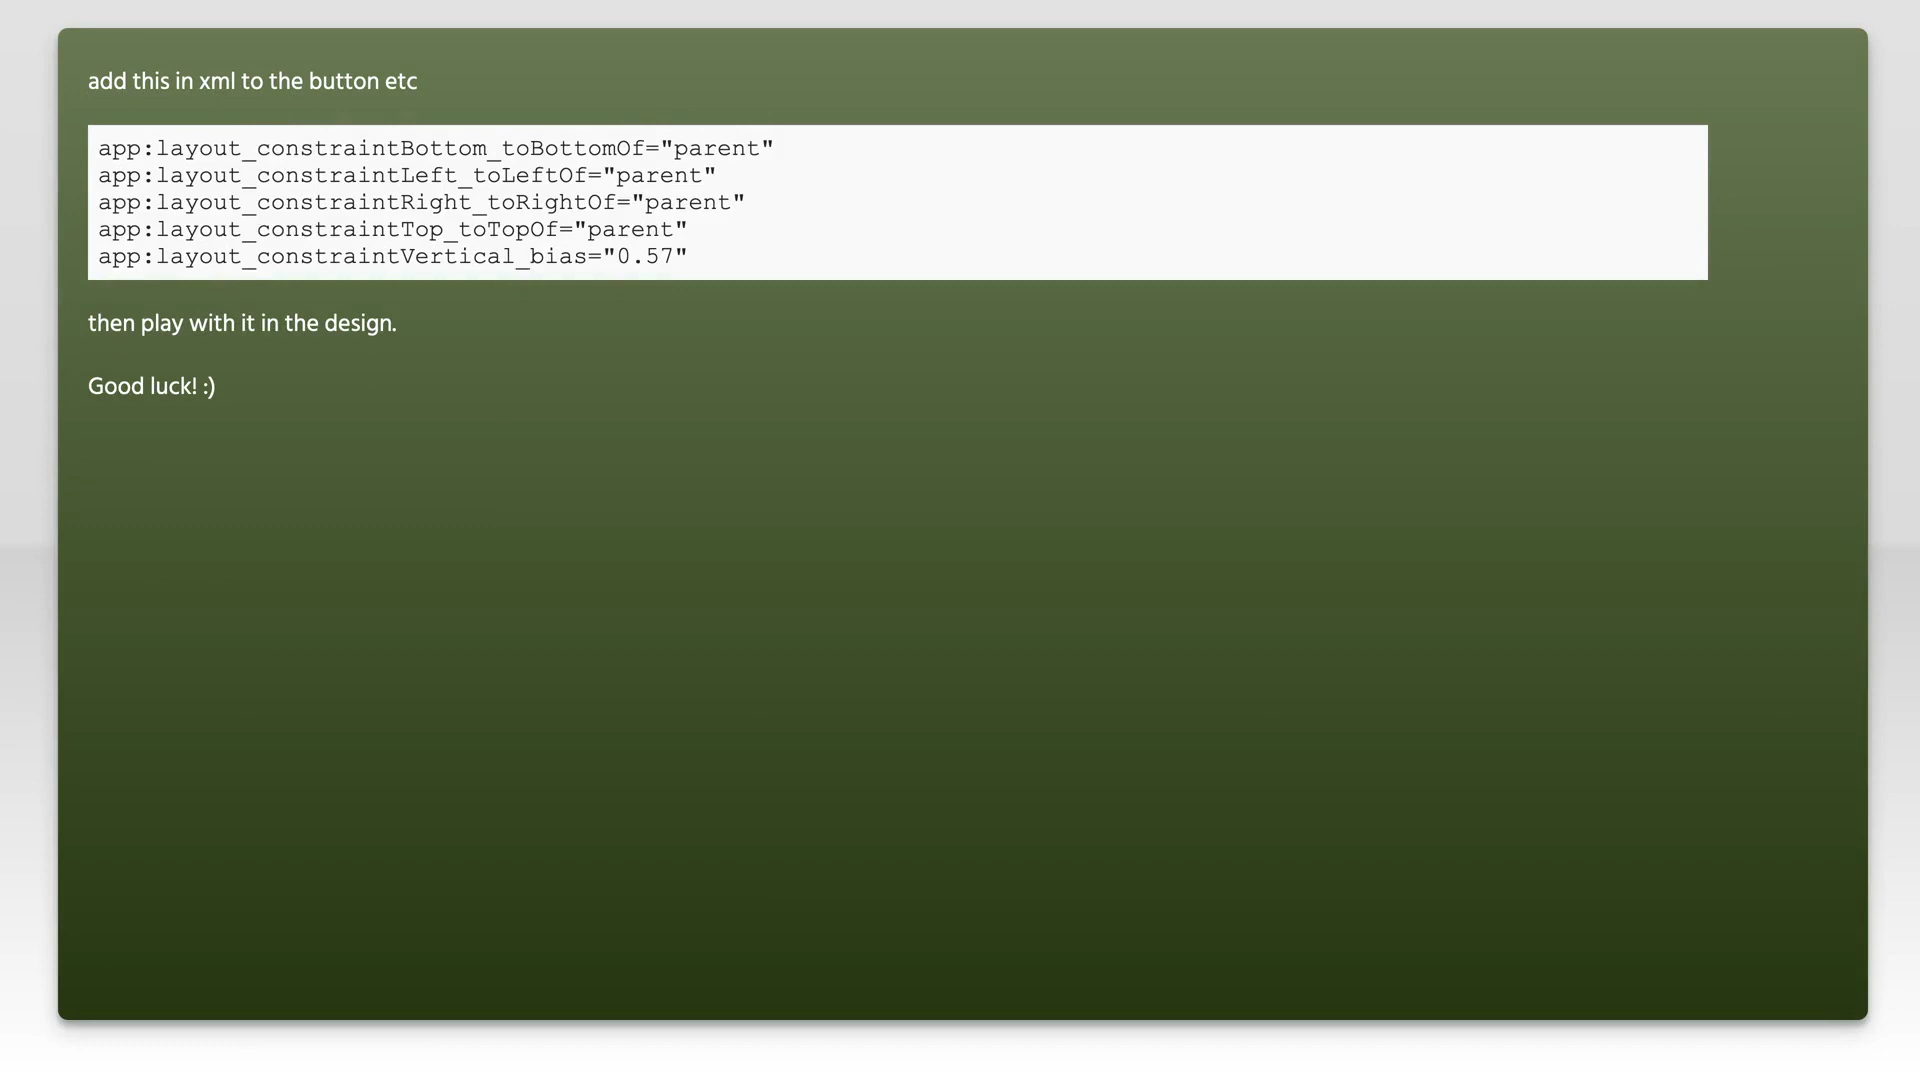 add this in xml to the button etc
app:layout_constraintBottom_toBottomOf="parent"
app:layout_constraintLeft_toLeftOf="parent"
app:layout_constraintRight_toRightOf="parent"
app:layout_constraintTop_toTopOf="parent"
app:layout_constraintVertical_bias="0.57"
then play with it in the design.
Good luck! :)